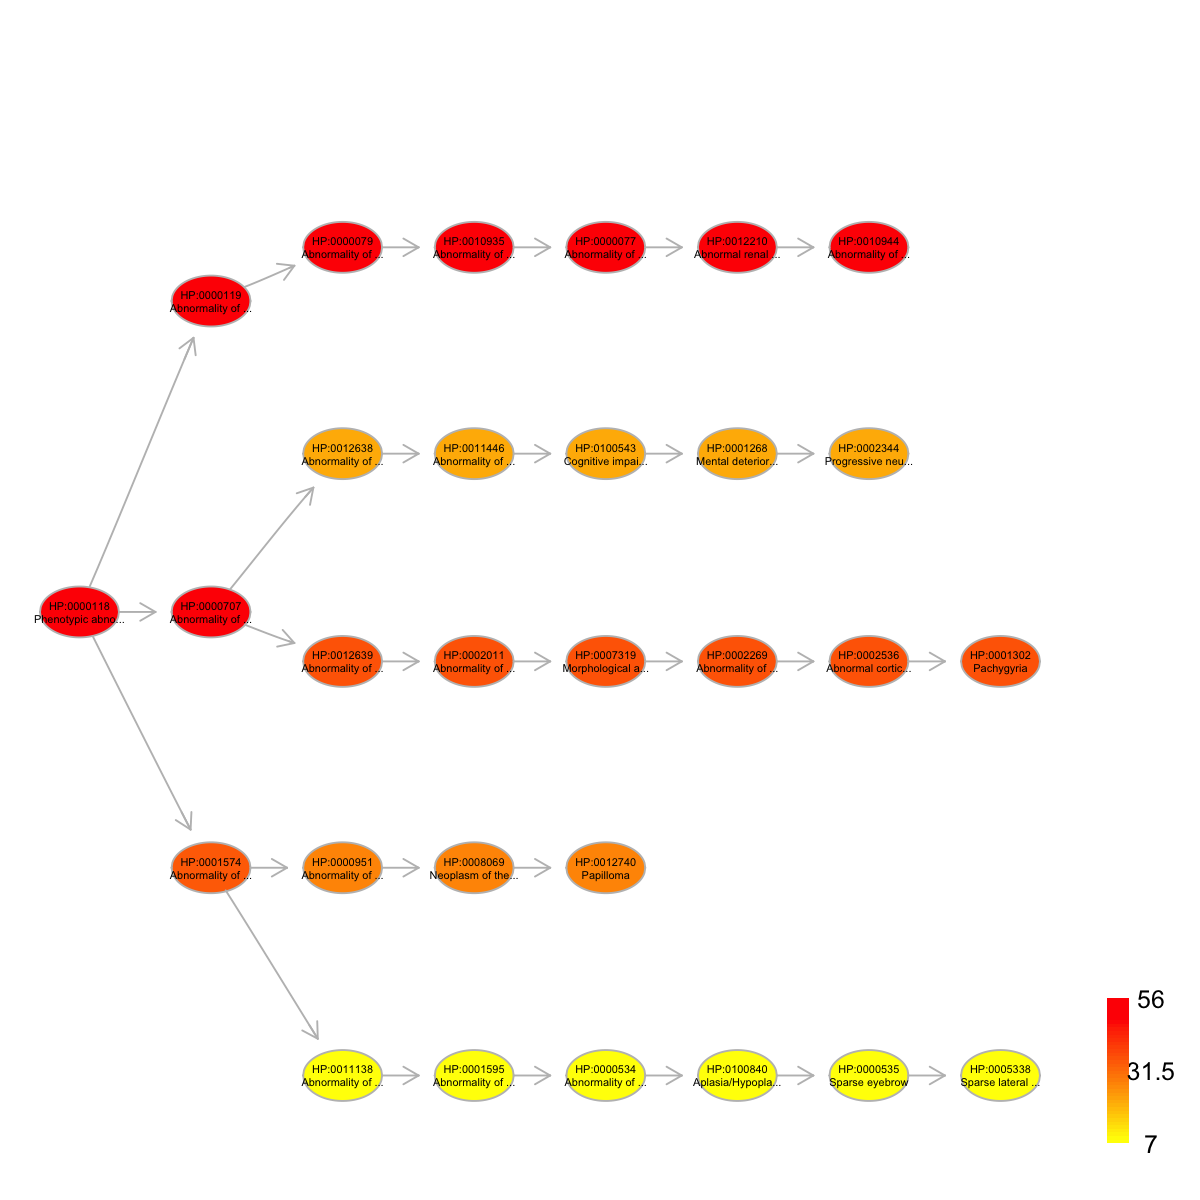 HP:0000079
Abnormality of ...
HP:0010935
Abnormality of ...
HP:0000077
Abnormality of ...
HP:0012210
Abnormal renal ...
HP:0010944
Abnormality of ...
HP:0000119
Abnormality of ...
HP:0012638
Abnormality of ...
HP:0011446
Abnormality of ...
HP:0100543
Cognitive impai...
HP:0001268
Mental deterior...
HP:0002344
Progressive neu...
HP:0000118
Phenotypic abno...
HP:0000707
Abnormality of ...
HP:0012639
Abnormality of ...
HP:0002011
Abnormality of ...
HP:0007319
Morphological a...
HP:0002269
Abnormality of ...
HP:0002536
Abnormal cortic...
HP:0001302
Pachygyria
HP:0001574
Abnormality of ...
HP:0000951
Abnormality of ...
HP:0008069
Neoplasm of the...
HP:0012740
Papilloma
HP:0011138
Abnormality of ...
HP:0001595
Abnormality of ...
HP:0000534
Abnormality of ...
HP:0100840
Aplasia/Hypopla...
HP:0000535
Sparse eyebrow
HP:0005338
Sparse lateral ...
56
31.5
7